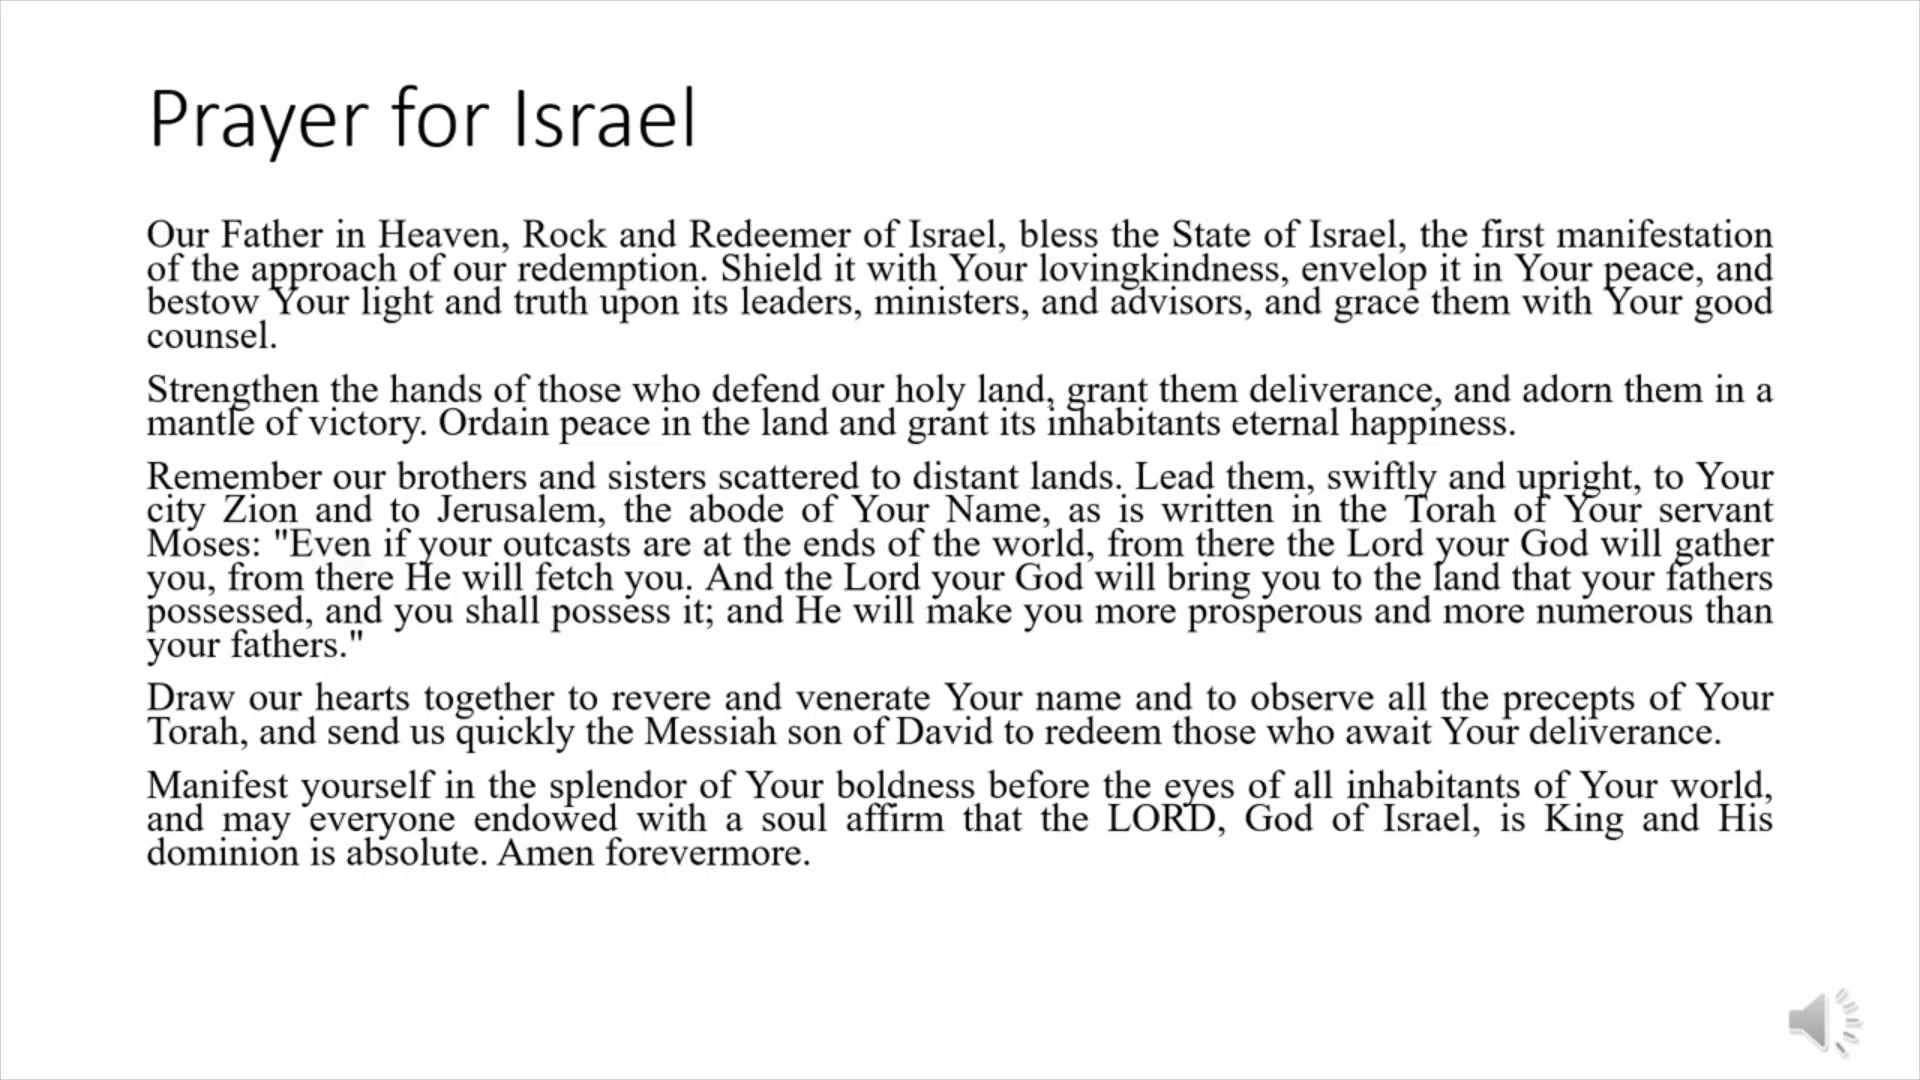 Prayer for Israel
Our Father in Heaven, Rock and Redeemer of Israel, bless the State of Israel, the first manifestation
of the approach of our redemption. Shield it with Your lovingkindness, envelop it in Your peace, and
bestow Your light and truth upon its leaders, ministers, and advisors, and grace them with Your good
counsel.
Strengthen the hands of those who defend our holy land, grant them deliverance, and adorn them in a
mantle of victory. Ordain peace in the land and grant its inhabitants eternal happiness.
Remember our brothers and sisters scattered to distant lands. Lead them, swiftly and upright, to Your
city Zion and to Jerusalem, the abode of Your Name, as is written in the Torah of Your servant
Moses: "Even if your outcasts are at the ends of the world, from there the Lord your God will gather
you, from there He will fetch you. And the Lord your God will bring you to the land that your fathers
possessed, and you shall possess it; and He will make you more prosperous and more numerous than
your fathers."
Draw our hearts together to revere and venerate Your name and to observe all the precepts of Your
Torah, and send us quickly the Messiah son of David to redeem those who await Your deliverance.
Manifest yourself in the splendor of Your boldness before the eyes of all inhabitants of Your world,
and may everyone endowed with a soul affirm that the LORD, God of Israel, is King and His
dominion is absolute. Amen forevermore.